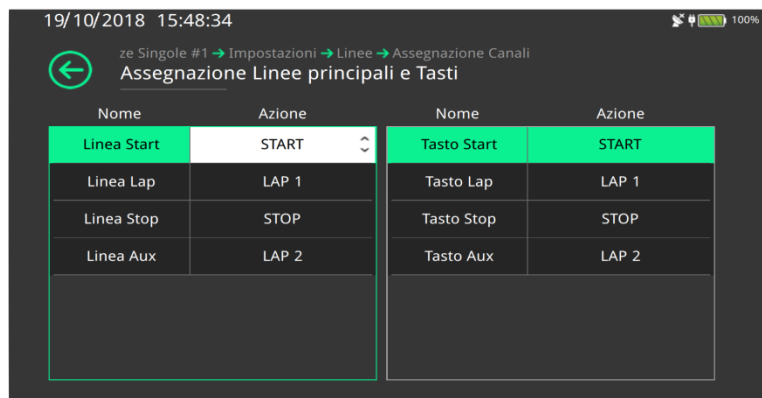 19/10/2018 15:48:34 100%
ze Singole #1 → Impostazioni → Linee → Assegnazione Canali
Assegnazione Linee principali e Tasti
Nome Azione Nome Azione
Linea Start START Tasto Start START
Linea Lap LAP 1 Tasto Lap LAP 1
Linea Stop STOP Tasto Stop STOP
Linea Aux LAP 2 Tasto Aux LAP 2